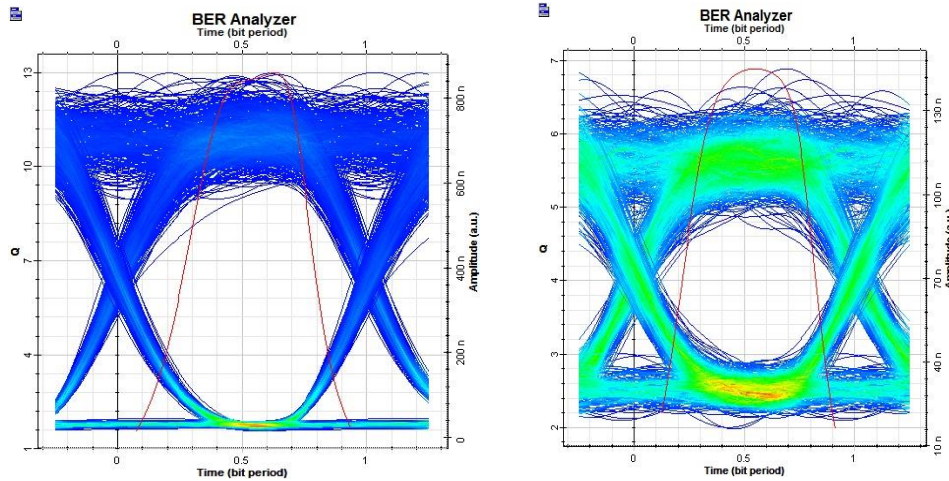 BER Analyzer
Time (bit period)
0 0.5 1
13
10
7
4
1
Q
800 n
600 n
400 n
200 n
0
Amplitude (a.u.)
0 0.5 1
Time (bit period)
BER Analyzer
Time (bit period)
0 0.5 1
7
6
5
4
3
2
Q
130 n
100 n
70 n
40 n
10 n
Amplitude (a.u.)
0 0.5 1
Time (bit period)